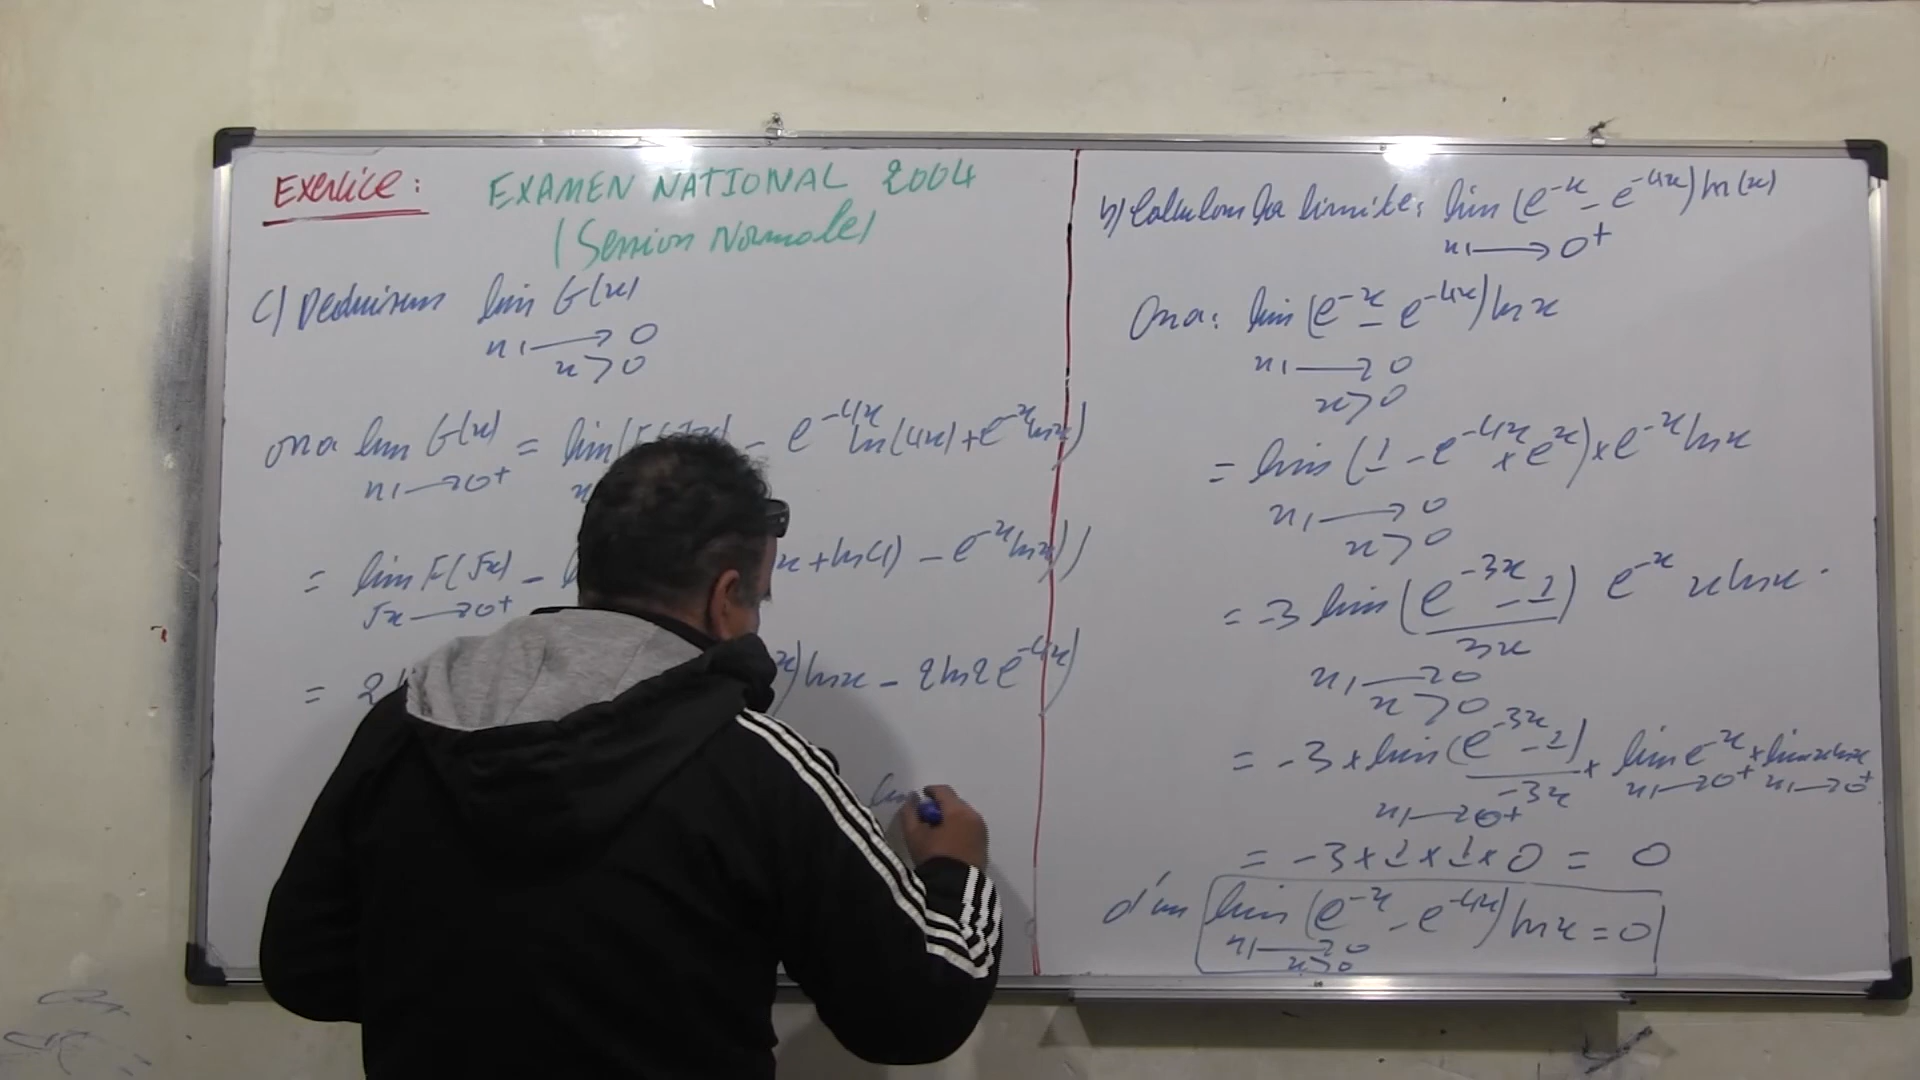 Exercice : EXAMEN NATIONAL 2004
(Session Normale)
c) Deduisons lim G(x)
x → 0
x > 0
on a lim G(x) = lim (F(√x) - e^{-4x} ln(4x) + e^{-x} ln x)
x → 0+
= lim F(√x) -
x + ln 4) - e^{-x} ln x))
√x → 0+
= 2 x) ln x - 2 ln 2 e^{-4x})
b) Calculons la limite : lim (e^{-x} - e^{-4x}) ln(x)
x → 0+
On a : lim (e^{-x} - e^{-4x}) ln x
x → 0
x > 0
= lim (1 - e^{-4x} × e^{x}) × e^{-x} ln x
x → 0
x > 0
= -3 lim (e^{-3x} - 1)/3x e^{-x} x ln x
x → 0
x > 0
= -3 × lim (e^{-3x} - 1)/-3x × lim e^{-x} × lim x ln x
x → 0+ x → 0+ x → 0+
= -3 × 1 × 1 × 0 = 0
d'où lim (e^{-x} - e^{-4x}) ln x = 0
x → 0
x > 0